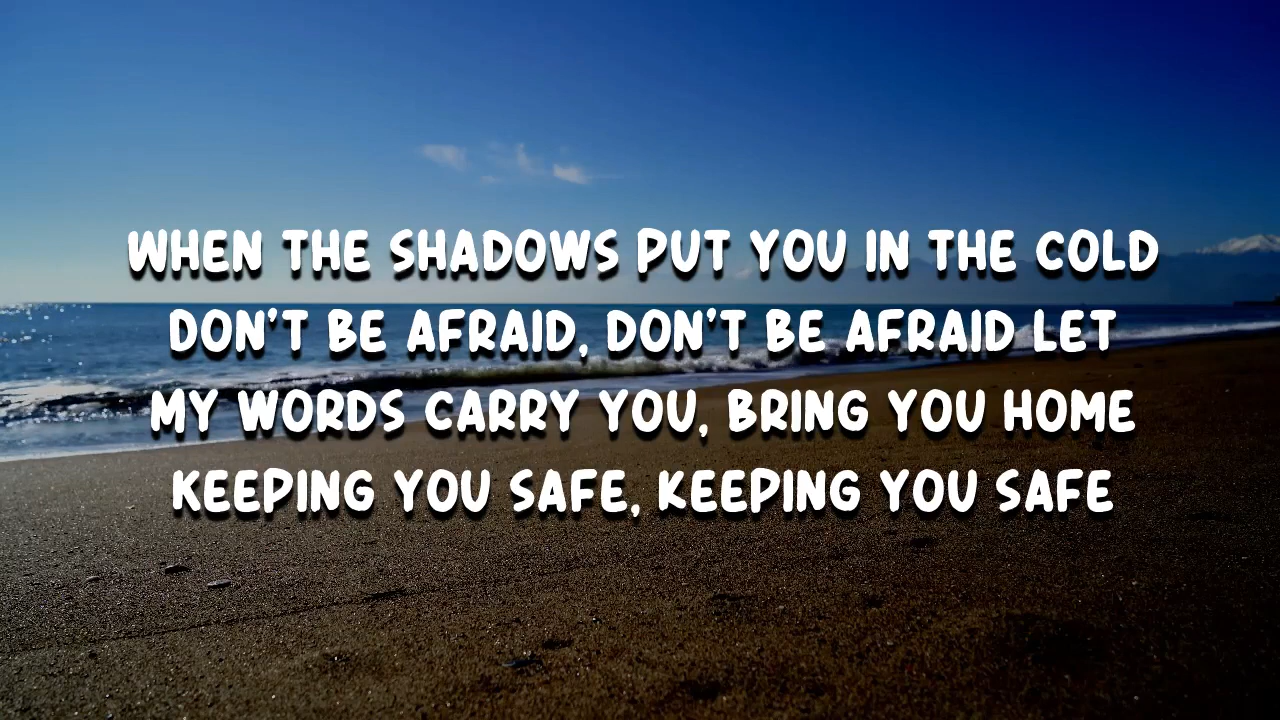 WHEN THE SHADOWS PUT YOU IN THE COLD
DON'T BE AFRAID, DON'T BE AFRAID LET
MY WORDS CARRY YOU, BRING YOU HOME
KEEPING YOU SAFE, KEEPING YOU SAFE